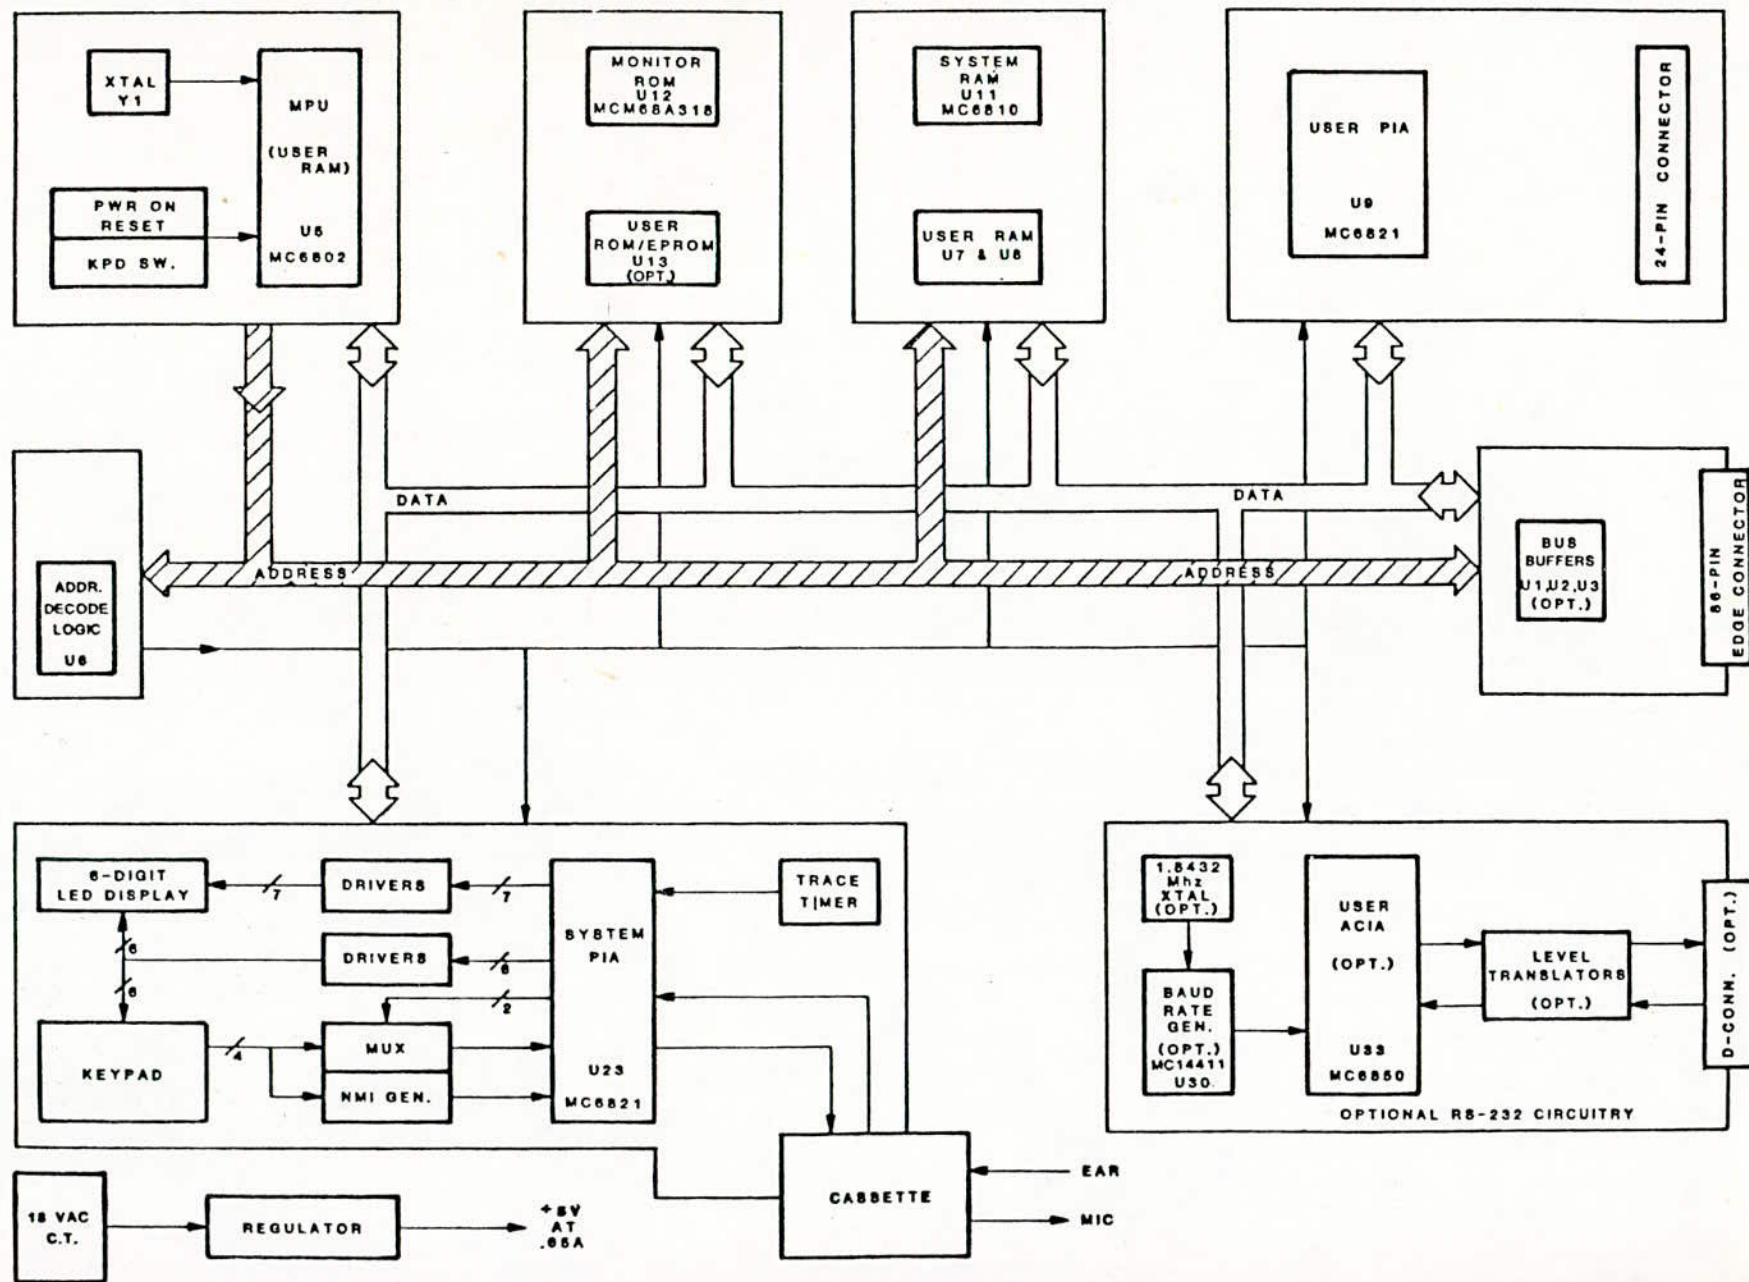 XTAL
Y1
MPU
(USER
RAM)
U5
MC6802
PWR ON
RESET
KPD SW.
MONITOR
ROM
U12
MCM68A318
USER
ROM/EPROM
U13
(OPT.)
SYSTEM
RAM
U11
MC6810
USER RAM
U7 & U8
USER PIA
U9
MC6821
24-PIN CONNECTOR
DATA
DATA
ADDRESS
ADDRESS
ADDR.
DECODE
LOGIC
U6
BUS
BUFFERS
U1,U2,U3
(OPT.)
86-PIN
EDGE CONNECTOR
6-DIGIT
LED DISPLAY
7
DRIVERS
7
6
DRIVERS
6
6
2
KEYPAD
4
MUX
NMI GEN.
SYSTEM
PIA
U23
MC6821
TRACE
TIMER
CASSETTE
EAR
MIC
18 VAC
C.T.
REGULATOR
+5V
AT
.65A
1.8432
Mhz
XTAL
(OPT.)
BAUD
RATE
GEN.
(OPT.)
MC14411
U30
USER
ACIA
(OPT.)
U33
MC6850
LEVEL
TRANSLATORS
(OPT.)
D-CONN. (OPT.)
OPTIONAL RS-232 CIRCUITRY